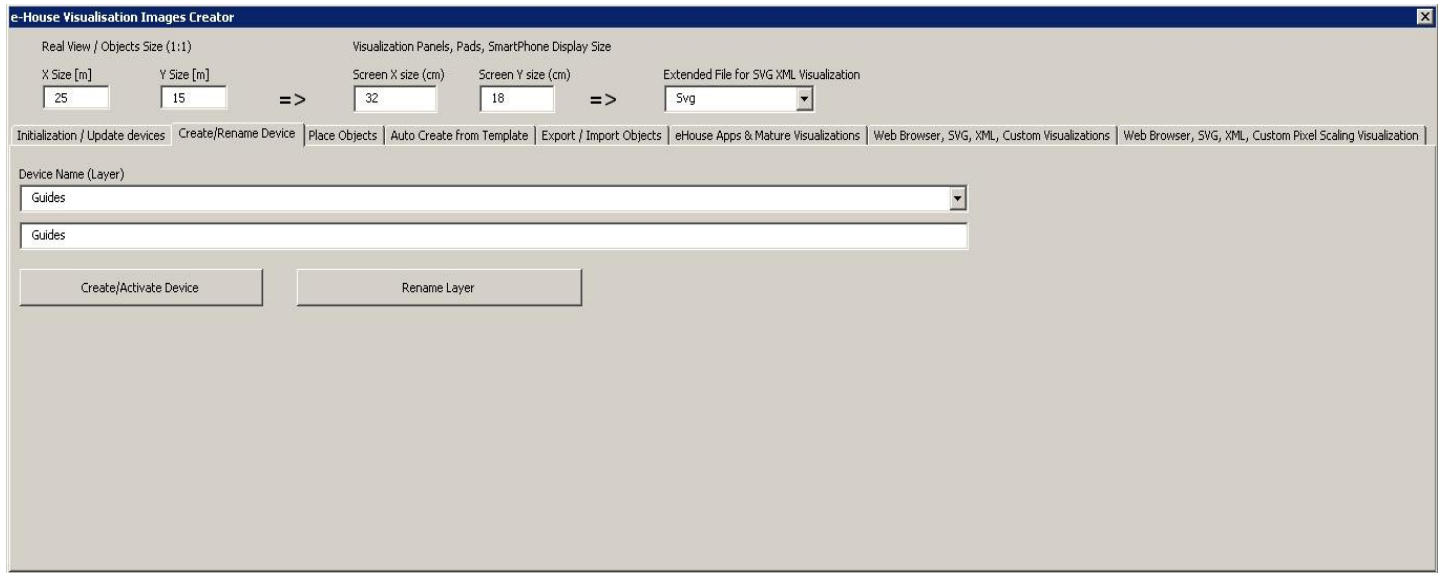 e-House Visualisation Images Creator
Real View / Objects Size (1:1) Visualization Panels, Pads, SmartPhone Display Size
X Size [m] Y Size [m] Screen X size (cm) Screen Y size (cm) Extended File for SVG XML Visualization
25 15 => 32 18 => Svg
Initialization / Update devices Create/Rename Device Place Objects Auto Create from Template Export / Import Objects eHouse Apps & Mature Visualizations Web Browser, SVG, XML, Custom Visualizations Web Browser, SVG, XML, Custom Pixel Scaling Visualization
Device Name (Layer)
Guides
Guides
Create/Activate Device Rename Layer